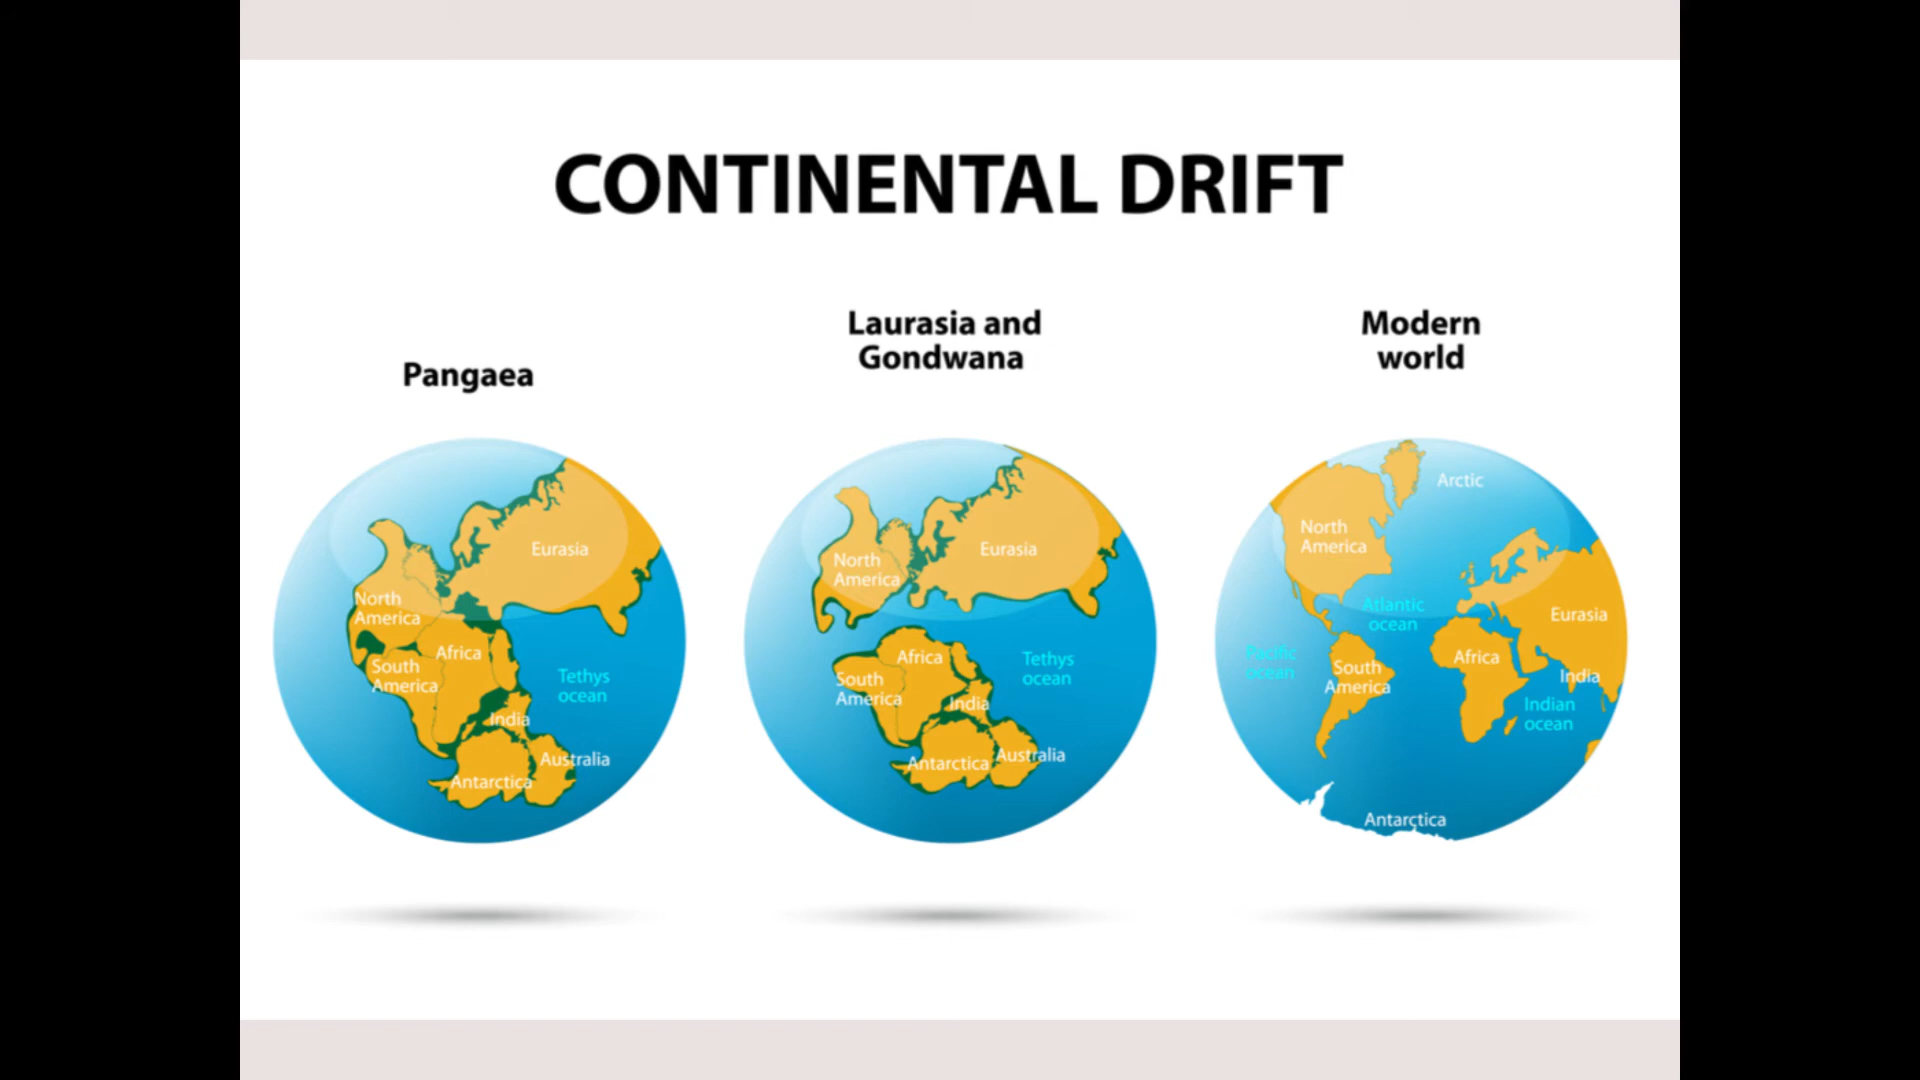 CONTINENTAL DRIFT
Pangaea
Laurasia and
Gondwana
Modern
world
Eurasia
North
America
Africa
South
America
Tethys
ocean
India
Australia
Antarctica
Eurasia
North
America
Africa
South
America
Tethys
ocean
India
Australia
Antarctica
Arctic
North
America
Atlantic
ocean
Eurasia
Pacific
ocean
South
America
Africa
India
Indian
ocean
Antarctica